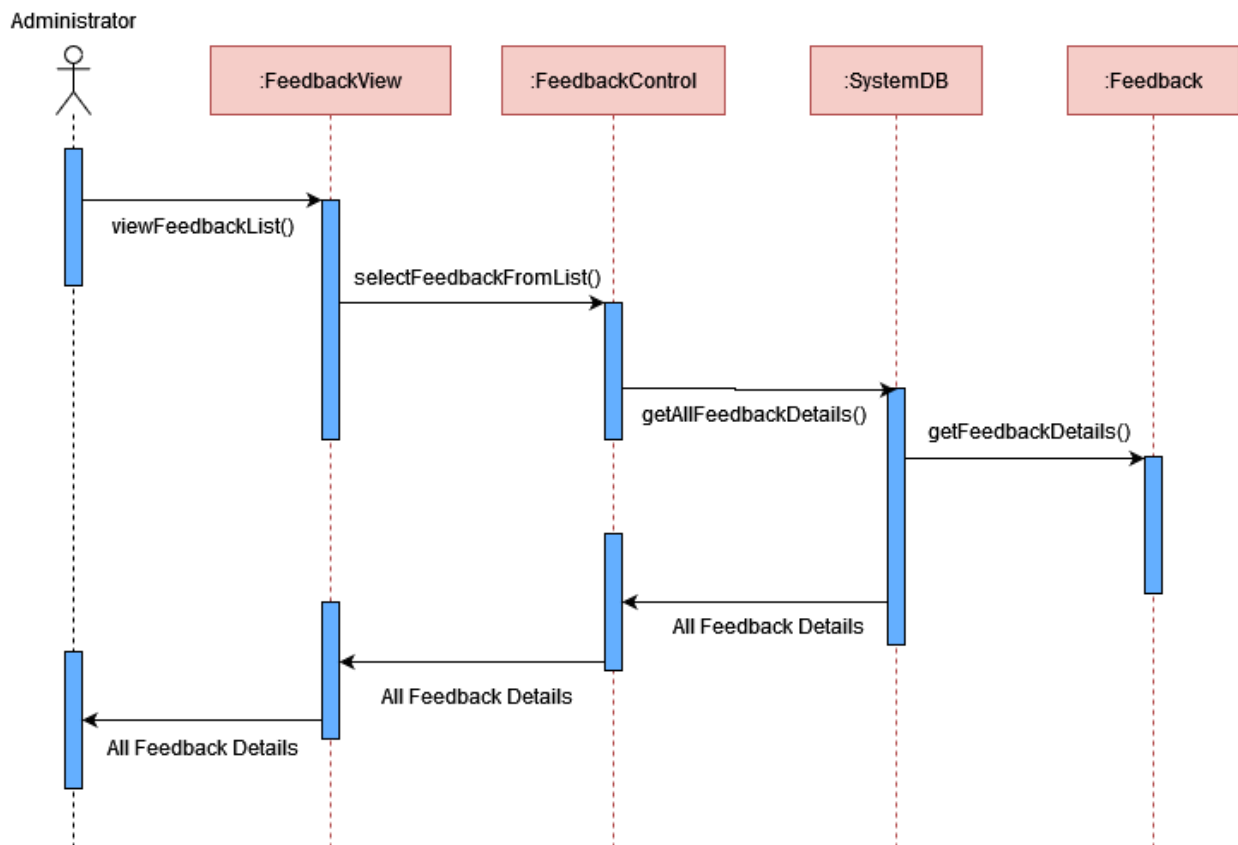 Administrator
:FeedbackView
:FeedbackControl
:SystemDB
:Feedback
viewFeedbackList()
selectFeedbackFromList()
getAllFeedbackDetails()
getFeedbackDetails()
All Feedback Details
All Feedback Details
All Feedback Details